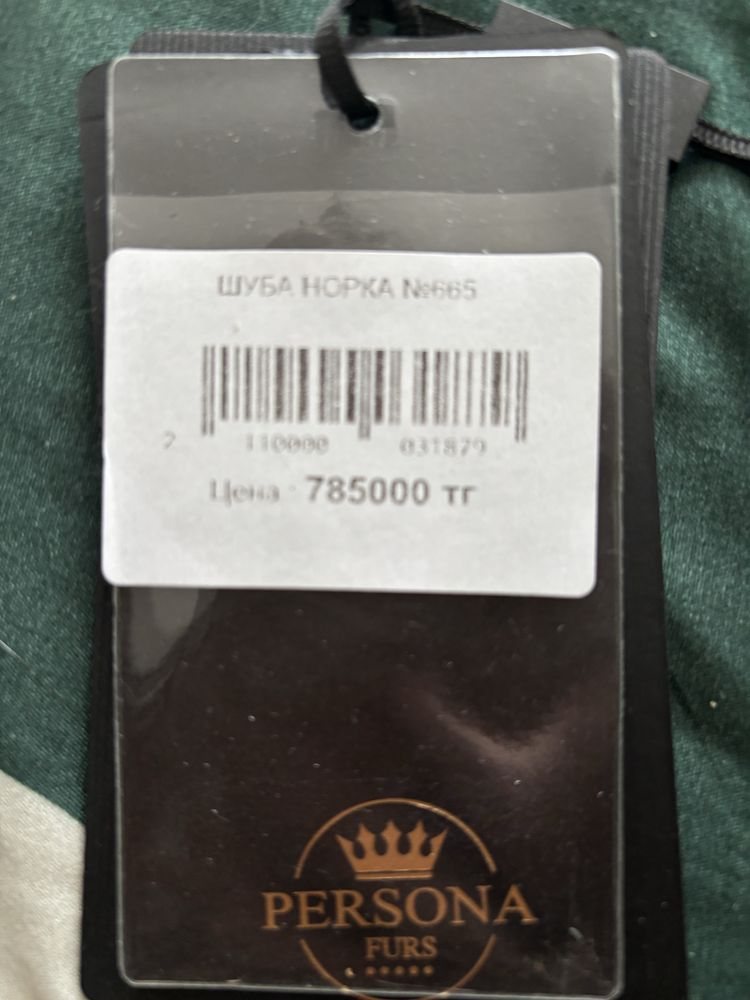 ШУБА НОРКА №665
2 110000 031879
Цена : 785000 тг
PERSONA
FURS